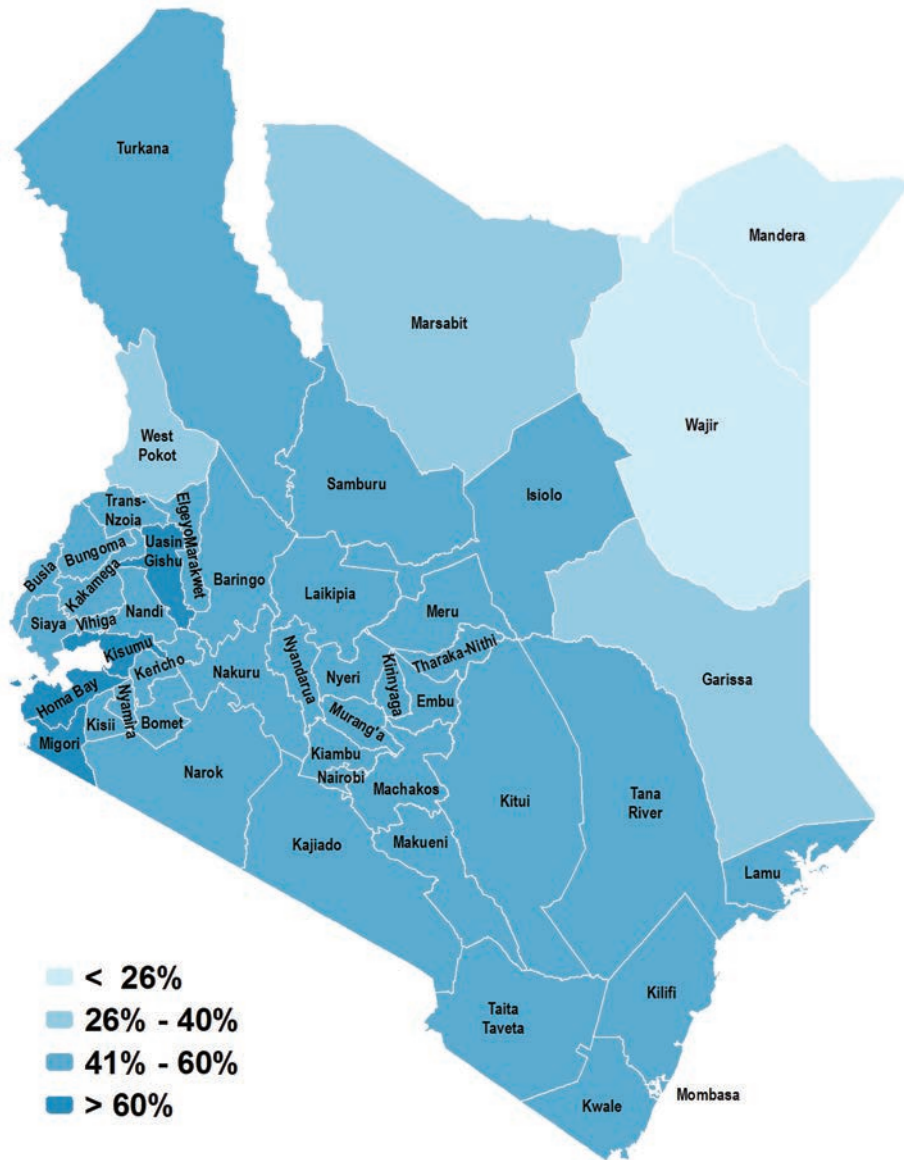 Turkana
Mandera
Marsabit
Wajir
West
Pokot
Samburu
Isiolo
Trans-
Nzoia
ElgeyoMarakwet
Uasin
Gishu
Bungoma
Busia
Kakamega
Baringo
Laikipia
Meru
Nandi
Siaya
Vihiga
Kisumu
Kericho
Nakuru
Nyandarua
Nyeri
Kirinyaga
Tharaka-Nithi
Embu
Garissa
Homa Bay
Nyamira
Kisii
Bomet
Migori
Murang'a
Kiambu
Nairobi
Machakos
Narok
Kitui
Tana
River
Kajiado
Makueni
Lamu
Kilifi
Taita
Taveta
Mombasa
Kwale
< 26%
26% - 40%
41% - 60%
> 60%